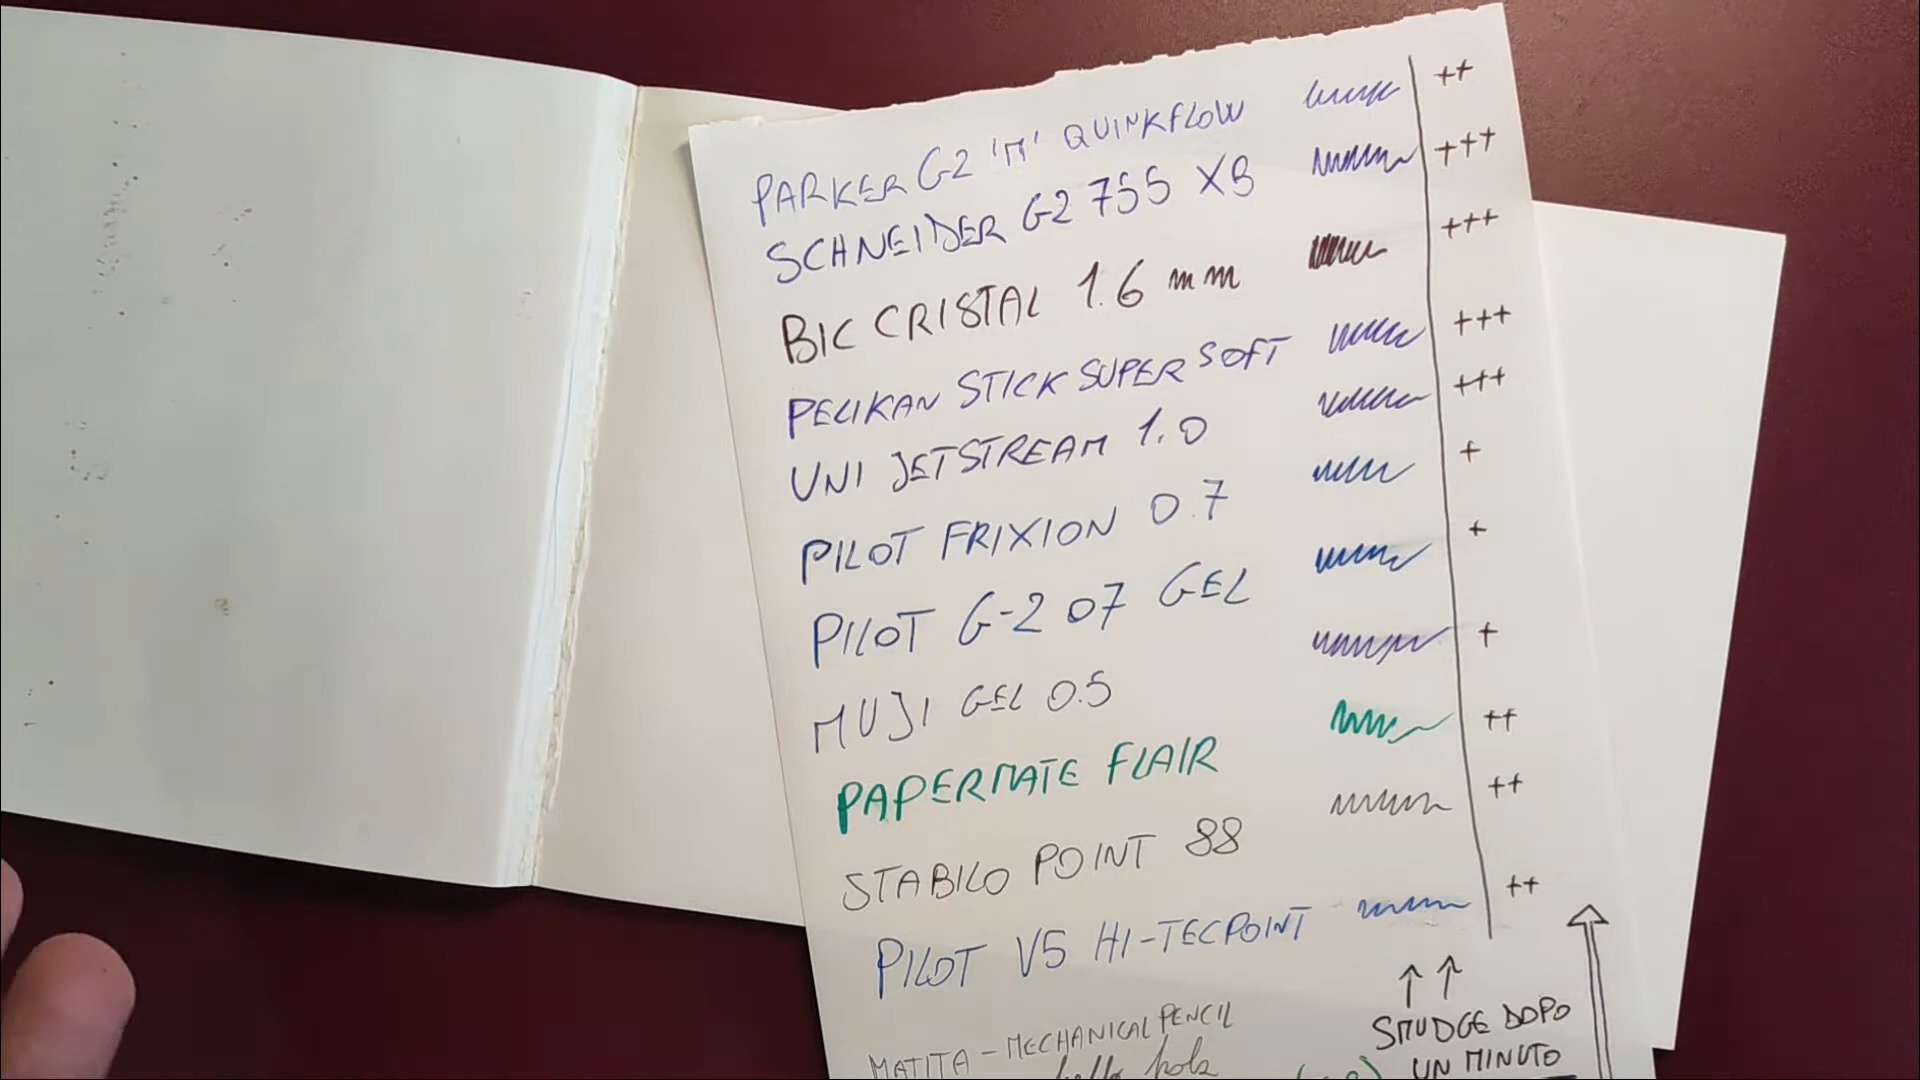 PARKER G2 'M' QUINKFLOW ++
SCHNEIDER G2 755 XB +++
BIC CRISTAL 1.6 mm +++
PELIKAN STICK SUPER SOFT +++
UNI JETSTREAM 1.0 +++
PILOT FRIXION 0.7 +
PILOT G-2 07 GEL +
MUJI GEL 0.5 +
PAPERMATE FLAIR ++
STABILO POINT 88 ++
PILOT V5 HI-TECPOINT ++
↑ ↑
SMUDGE DOPO
UN MINUTO
MATITA - MECHANICAL PENCIL
hello hola